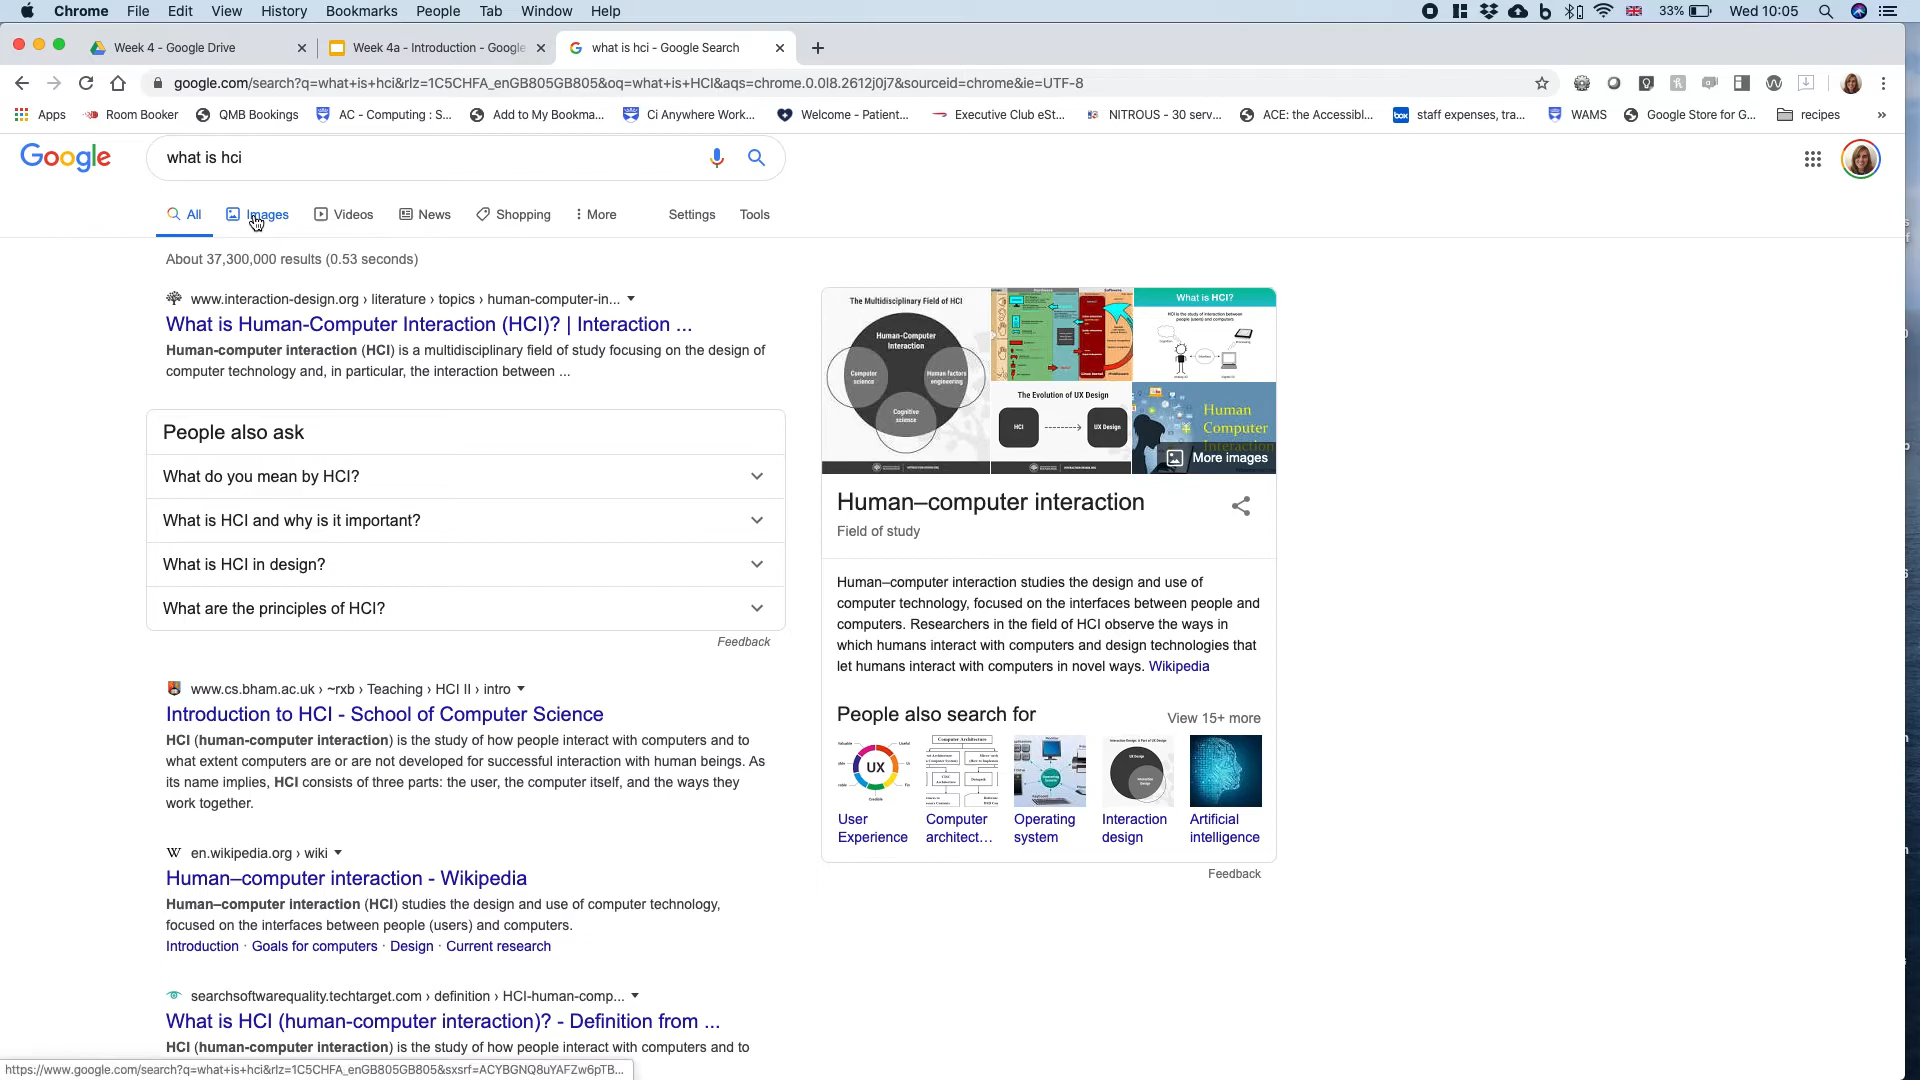 Chrome File Edit View History Bookmarks People Tab Window Help 33% Wed 10:05
Week 4 - Google Drive Week 4a - Introduction - Google what is hci - Google Search
google.com/search?q=what+is+hci&rlz=1C5CHFA_enGB805GB805&oq=what+is+HCI&aqs=chrome.0.0l8.2612j0j7&sourceid=chrome&ie=UTF-8
Apps Room Booker QMB Bookings AC - Computing : S... Add to My Bookma... Ci Anywhere Work... Welcome - Patient... Executive Club eSt... NITROUS - 30 serv... ACE: the Accessibl... box staff expenses, tra... WAMS Google Store for G... recipes »
Google what is hci
All Images Videos News Shopping More Settings Tools
About 37,300,000 results (0.53 seconds)
www.interaction-design.org › literature › topics › human-computer-in...
What is Human-Computer Interaction (HCI)? | Interaction ...
Human-computer interaction (HCI) is a multidisciplinary field of study focusing on the design of
computer technology and, in particular, the interaction between ...
People also ask
What do you mean by HCI?
What is HCI and why is it important?
What is HCI in design?
What are the principles of HCI?
Feedback
www.cs.bham.ac.uk › ~rxb › Teaching › HCI II › intro
Introduction to HCI - School of Computer Science
HCI (human-computer interaction) is the study of how people interact with computers and to
what extent computers are or are not developed for successful interaction with human beings. As
its name implies, HCI consists of three parts: the user, the computer itself, and the ways they
work together.
en.wikipedia.org › wiki
Human–computer interaction - Wikipedia
Human–computer interaction (HCI) studies the design and use of computer technology,
focused on the interfaces between people (users) and computers.
Introduction · Goals for computers · Design · Current research
searchsoftwarequality.techtarget.com › definition › HCI-human-comp...
What is HCI (human-computer interaction)? - Definition from ...
HCI (human-computer interaction) is the study of how people interact with computers and to
https://www.google.com/search?q=what+is+hci&rlz=1C5CHFA_enGB805GB805&sxsrf=ACYBGNQ8uYAFZw6pTB...
The Multidisciplinary Field of HCI
Human-Computer
Interaction
Computer
science
Human factors
engineering
Cognitive
science
What is HCI?
HCI is the study of interaction between
people (users) and computers
The Evolution of UX Design
HCI UX Design
Human
Computer
Interaction
More images
Human–computer interaction
Field of study
Human–computer interaction studies the design and use of
computer technology, focused on the interfaces between people and
computers. Researchers in the field of HCI observe the ways in
which humans interact with computers and design technologies that
let humans interact with computers in novel ways. Wikipedia
People also search for View 15+ more
UX
Computer Architecture
User
Experience
Computer
architect...
Operating
system
Interaction
design
Artificial
intelligence
Feedback